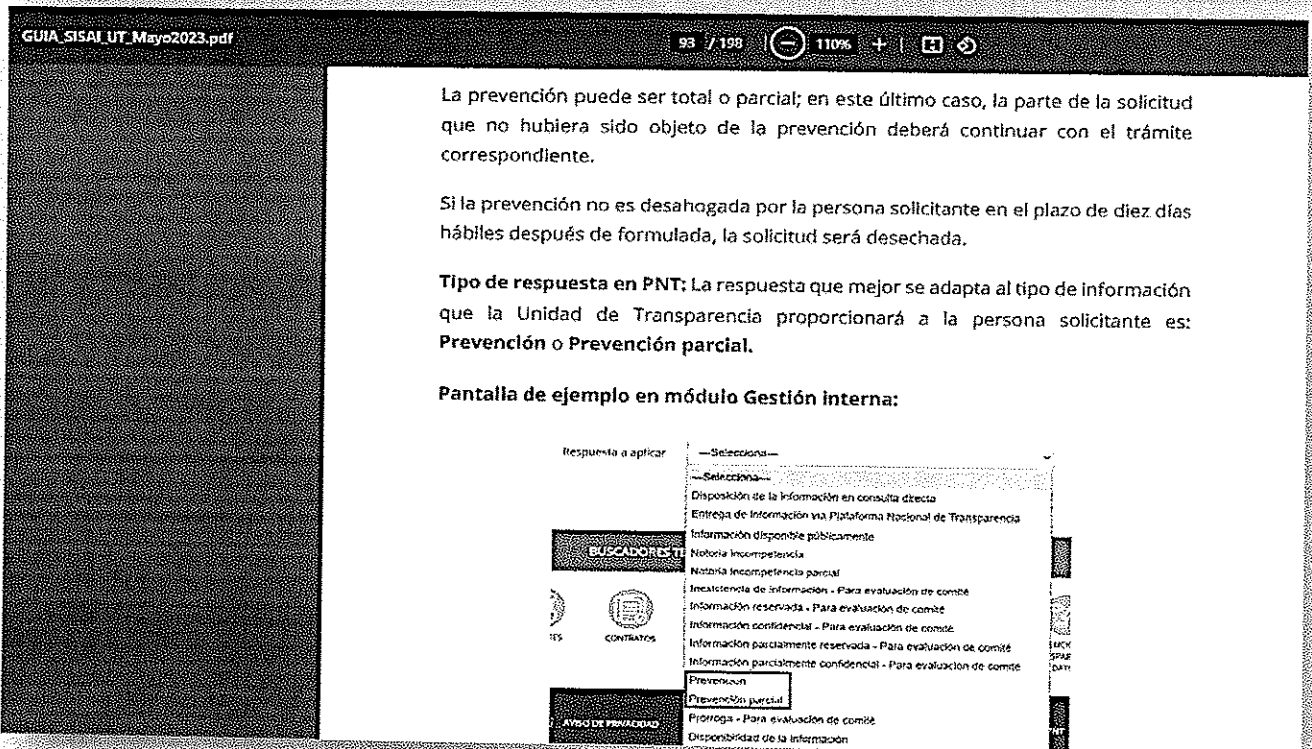 GUIA_SISAI_UT_Mayo2023.pdf
93 / 198 110%
La prevención puede ser total o parcial; en este último caso, la parte de la solicitud
que no hubiera sido objeto de la prevención deberá continuar con el trámite
correspondiente.
Si la prevención no es desahogada por la persona solicitante en el plazo de diez días
hábiles después de formulada, la solicitud será desechada.
Tipo de respuesta en PNT: La respuesta que mejor se adapta al tipo de información
que la Unidad de Transparencia proporcionará a la persona solicitante es:
Prevención o Prevención parcial.
Pantalla de ejemplo en módulo Gestión interna:
Respuesta a aplicar
---Selecciona---
---Selecciona---
Disposición de la información en consulta directa
Entrega de información vía Plataforma Nacional de Transparencia
Información disponible públicamente
BUSCADORES TE
Notoria incompetencia
Notoria incompetencia parcial
Inexistencia de información - Para evaluación de comité
Información reservada - Para evaluación de comité
Información confidencial - Para evaluación de comité
CONTRATOS
Información parcialmente reservada - Para evaluación de comité
Información parcialmente confidencial - Para evaluación de comité
Prevención
Prevención parcial
AVISO DE PRIVACIDAD
Prórroga - Para evaluación de comité
Disponibilidad de la información